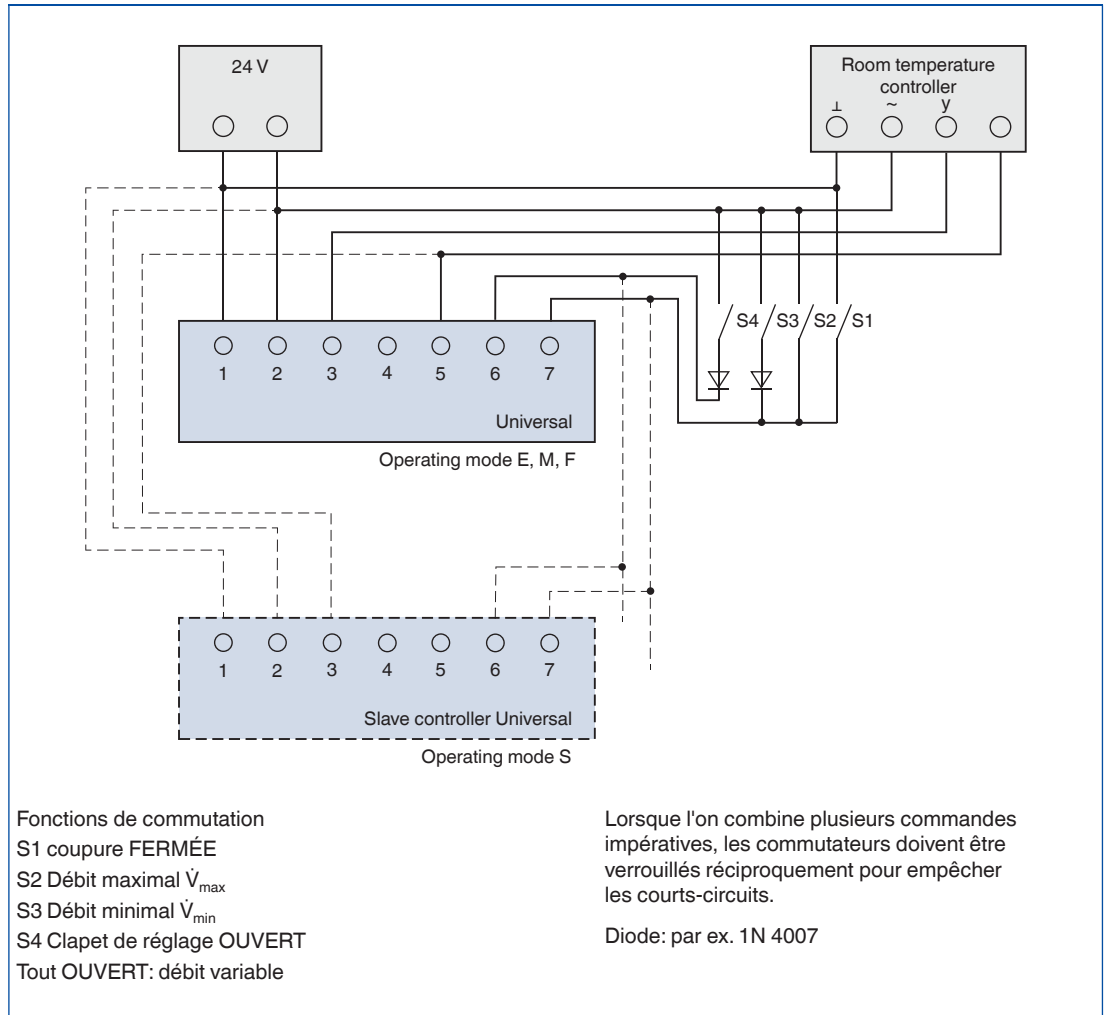 24 V
Room temperature
controller
⊥ ~ y
S4 S3 S2 S1
1 2 3 4 5 6 7
Universal
Operating mode E, M, F
1 2 3 4 5 6 7
Slave controller Universal
Operating mode S
Fonctions de commutation
S1 coupure FERMÉE
S2 Débit maximal V̇max
S3 Débit minimal V̇min
S4 Clapet de réglage OUVERT
Tout OUVERT: débit variable
Lorsque l'on combine plusieurs commandes
impératives, les commutateurs doivent être
verrouillés réciproquement pour empêcher
les courts-circuits.
Diode: par ex. 1N 4007